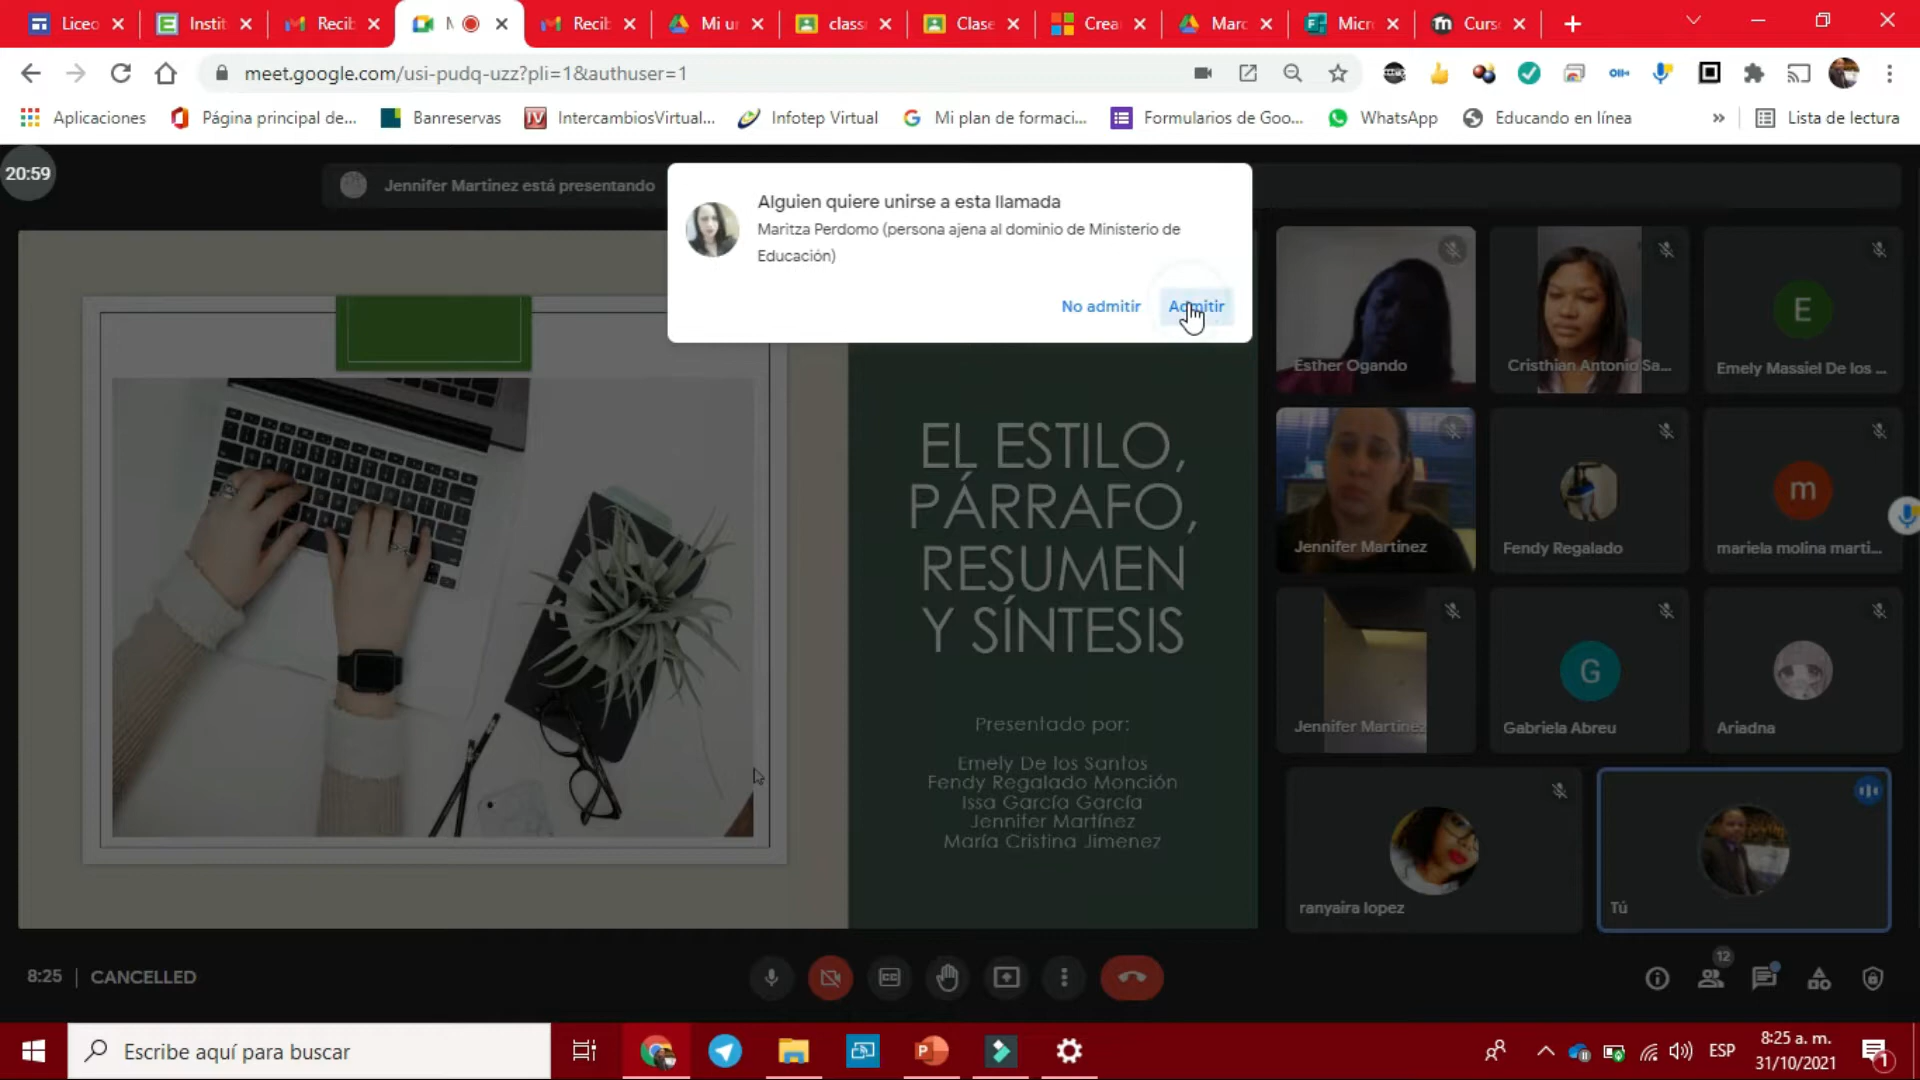 Liceo
Instit
Recib
M
Recib
Mi u
class
Clase
Crea
Marc
Micr
Curs
meet.google.com/usi-pudq-uzz?pli=1&authuser=1
Aplicaciones
Página principal de...
Banreservas
IntercambiosVirtual...
Infotep Virtual
Mi plan de formaci...
Formularios de Goo...
WhatsApp
Educando en línea
»
Lista de lectura
20:59
Jennifer Martinez está presentando
Alguien quiere unirse a esta llamada
Maritza Perdomo (persona ajena al dominio de Ministerio de
Educación)
No admitir
Admitir
EL ESTILO,
PÁRRAFO,
RESUMEN
Y SÍNTESIS
Presentado por:
Emely De los Santos
Fendy Regalado Monción
Issa García García
Jennifer Martínez
María Cristina Jimenez
Esther Ogando
Cristhian Antonio Sa...
E
Emely Massiel De los ...
Jennifer Martinez
Fendy Regalado
m
mariela molina marti...
Jennifer Martinez
G
Gabriela Abreu
Ariadna
ranyaira lopez
Tú
8:25 | CANCELLED
12
Escribe aquí para buscar
ESP
8:25 a. m.
31/10/2021
1